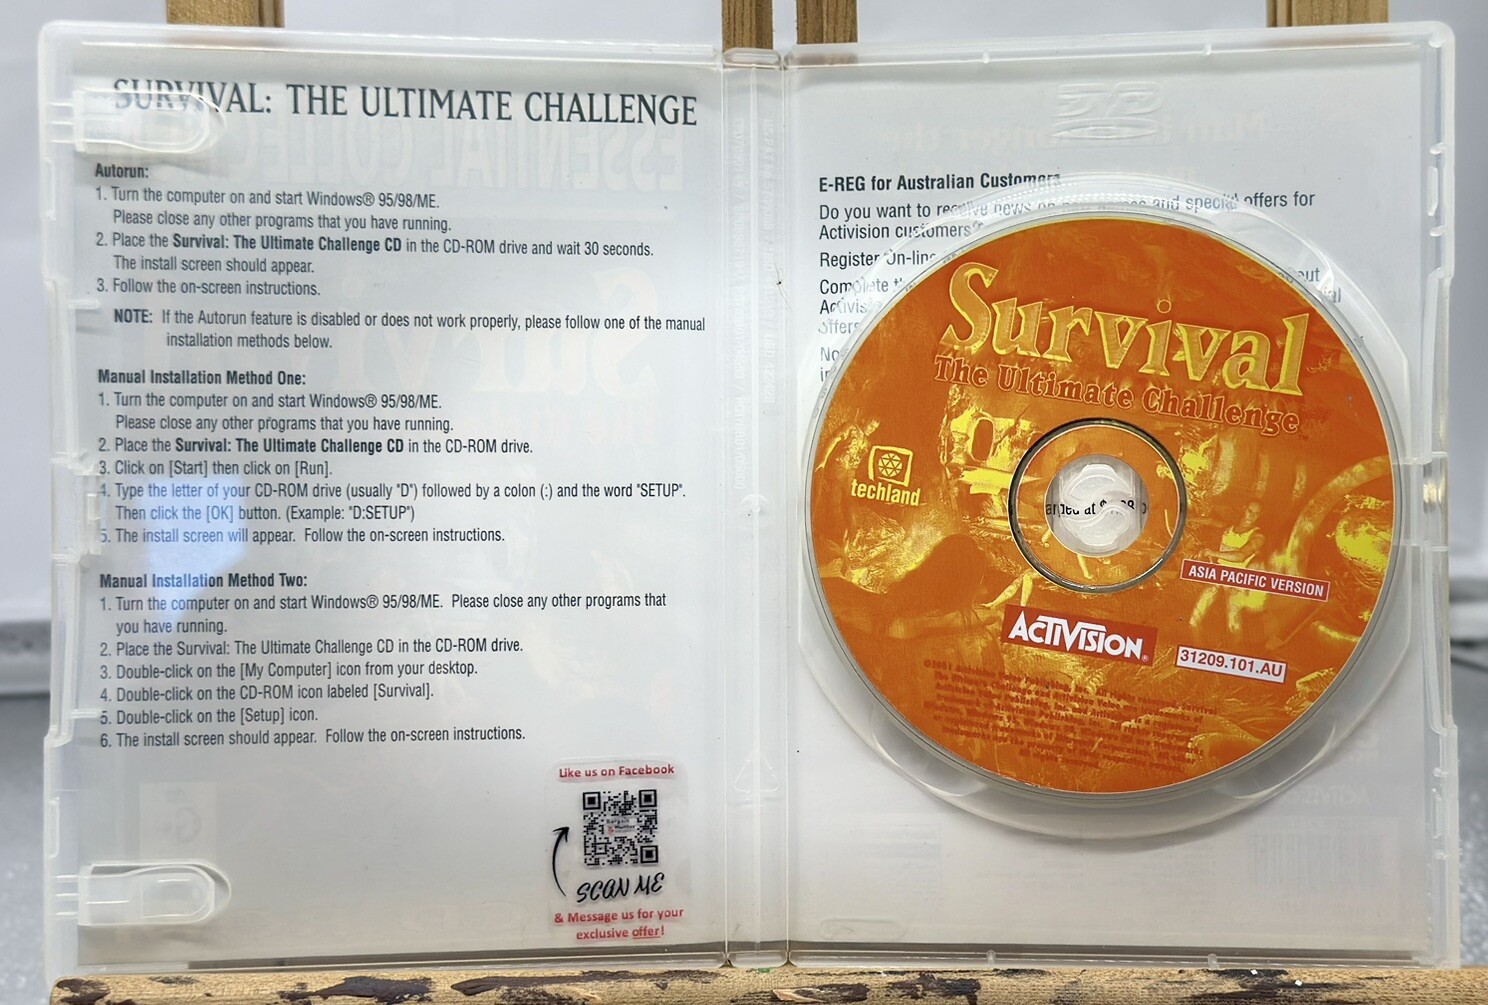 SURVIVAL: THE ULTIMATE CHALLENGE
Autorun:
1. Turn the computer on and start Windows® 95/98/ME.
Please close any other programs that you have running.
2. Place the Survival: The Ultimate Challenge CD in the CD-ROM drive and wait 30 seconds.
The install screen should appear.
3. Follow the on-screen instructions.
NOTE: If the Autorun feature is disabled or does not work properly, please follow one of the manual
installation methods below.
Manual Installation Method One:
1. Turn the computer on and start Windows® 95/98/ME.
Please close any other programs that you have running.
2. Place the Survival: The Ultimate Challenge CD in the CD-ROM drive.
3. Click on [Start] then click on [Run].
4. Type the letter of your CD-ROM drive (usually "D") followed by a colon (:) and the word "SETUP".
Then click the [OK] button. (Example: "D:SETUP")
5. The install screen will appear. Follow the on-screen instructions.
Manual Installation Method Two:
1. Turn the computer on and start Windows® 95/98/ME. Please close any other programs that
you have running.
2. Place the Survival: The Ultimate Challenge CD in the CD-ROM drive.
3. Double-click on the [My Computer] icon from your desktop.
4. Double-click on the CD-ROM icon labeled [Survival].
5. Double-click on the [Setup] icon.
6. The install screen should appear. Follow the on-screen instructions.
Like us on Facebook
SCAN ME
& Message us for your
exclusive offer!
E-REG for Australian Customers
Do you want to receive news on and special offers for
Activision customers?
Register On-line
Complete
Survival
The Ultimate Challenge
techland
ASIA PACIFIC VERSION
ACTIVISION®
31209.101.AU